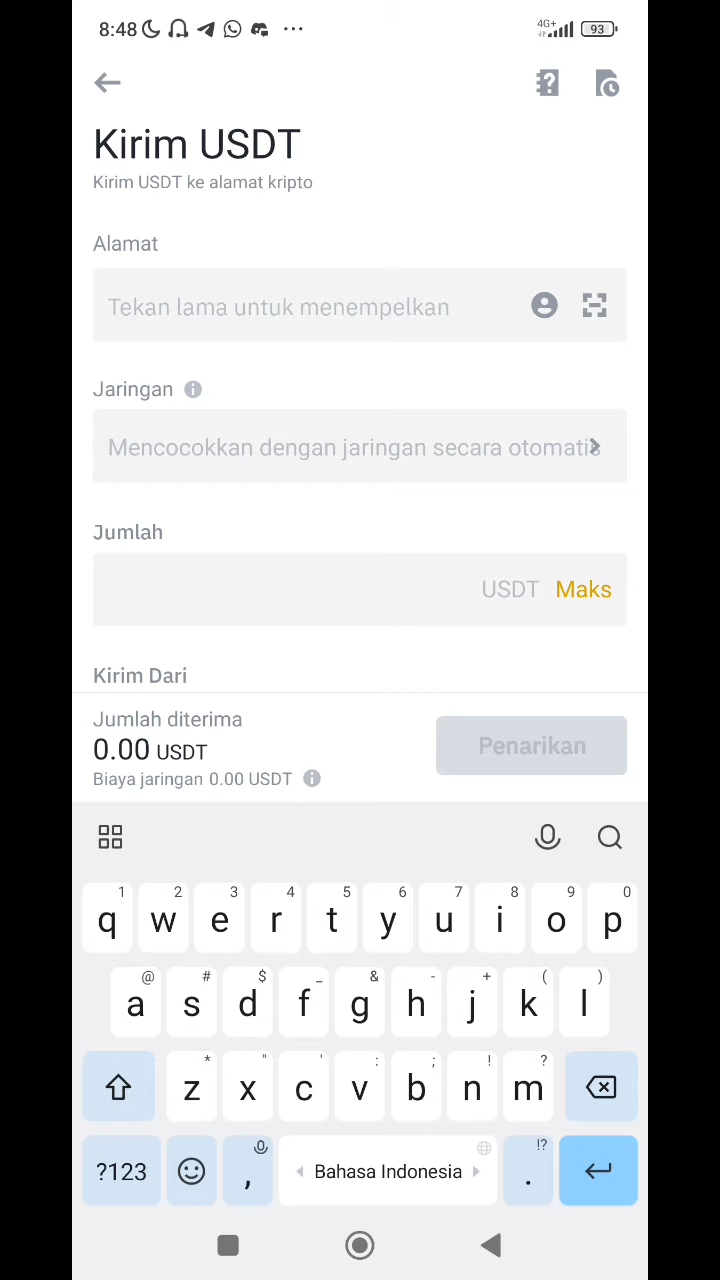 8:48 4G+ 93
Kirim USDT
Kirim USDT ke alamat kripto
Alamat
Tekan lama untuk menempelkan
Jaringan
Mencocokkan dengan jaringan secara otomatis
Jumlah
USDT Maks
Kirim Dari
Jumlah diterima
0.00 USDT
Penarikan
Biaya jaringan 0.00 USDT
1 2 3 4 5 6 7 8 9 0
q w e r t y u i o p
@ # $ _ & - + ( )
a s d f g h j k l
* " ' : ; ! ?
z x c v b n m
!?
?123 , Bahasa Indonesia .